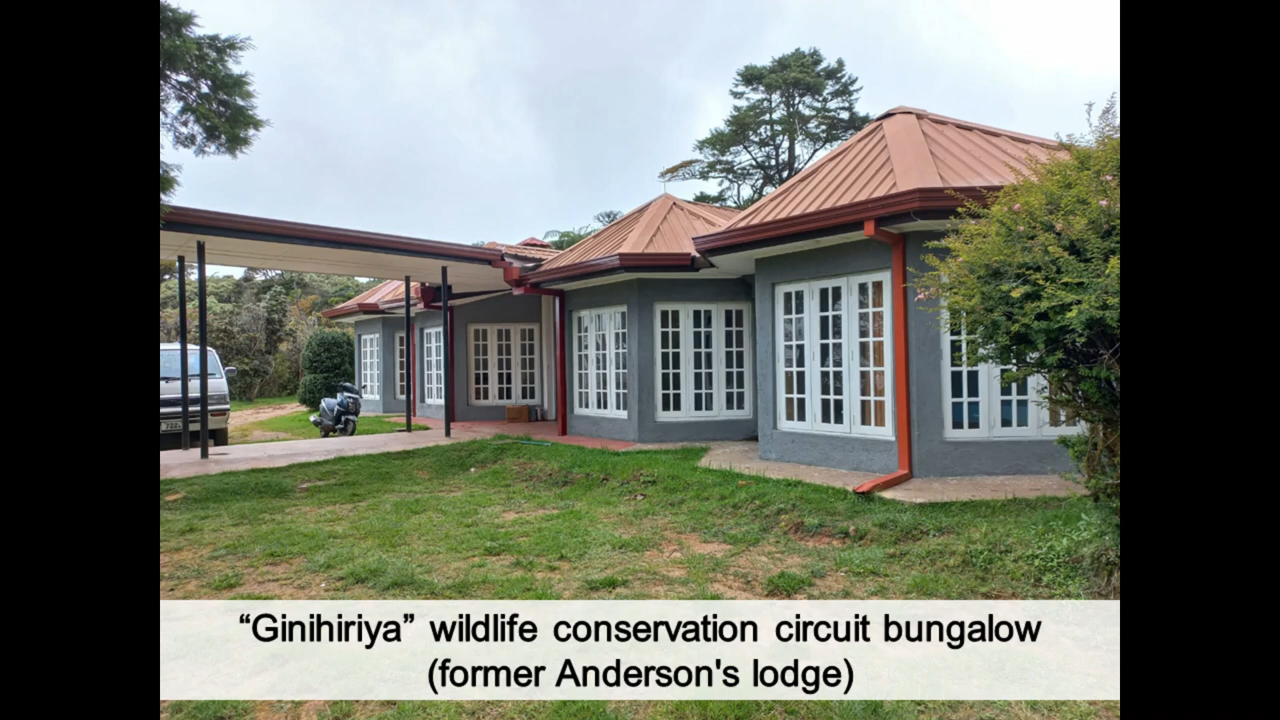 “Ginihiriya” wildlife conservation circuit bungalow
(former Anderson's lodge)